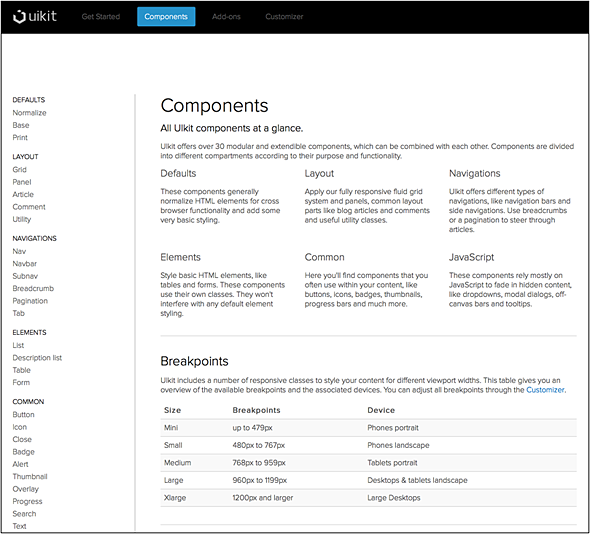 uikit Get Started Components Add-ons Customizer
DEFAULTS
Normalize
Base
Print
LAYOUT
Grid
Panel
Article
Comment
Utility
NAVIGATIONS
Nav
Navbar
Subnav
Breadcrumb
Pagination
Tab
ELEMENTS
List
Description list
Table
Form
COMMON
Button
Icon
Close
Badge
Alert
Thumbnail
Overlay
Progress
Search
Text
Components
All UIkit components at a glance.
UIkit offers over 30 modular and extendible components, which can be combined with each other. Components are divided
into different compartments according to their purpose and functionality.
Defaults
These components generally
normalize HTML elements for cross
browser functionality and add some
very basic styling.
Layout
Apply our fully responsive fluid grid
system and panels, common layout
parts like blog articles and comments
and useful utility classes.
Navigations
UIkit offers different types of
navigations, like navigation bars and
side navigations. Use breadcrumbs
or a pagination to steer through
articles.
Elements
Style basic HTML elements, like
tables and forms. These components
use their own classes. They won't
interfere with any default element
styling.
Common
Here you'll find components that you
often use within your content, like
buttons, icons, badges, thumbnails,
progress bars and much more.
JavaScript
These components rely mostly on
JavaScript to fade in hidden content,
like dropdowns, modal dialogs, off-
canvas bars and tooltips.
Breakpoints
UIkit includes a number of responsive classes to style your content for different viewport widths. This table gives you an
overview of the available breakpoints and the associated devices. You can adjust all breakpoints through the Customizer.
Size Breakpoints Device
Mini up to 479px Phones portrait
Small 480px to 767px Phones landscape
Medium 768px to 959px Tablets portrait
Large 960px to 1199px Desktops & tablets landscape
Xlarge 1200px and larger Large Desktops